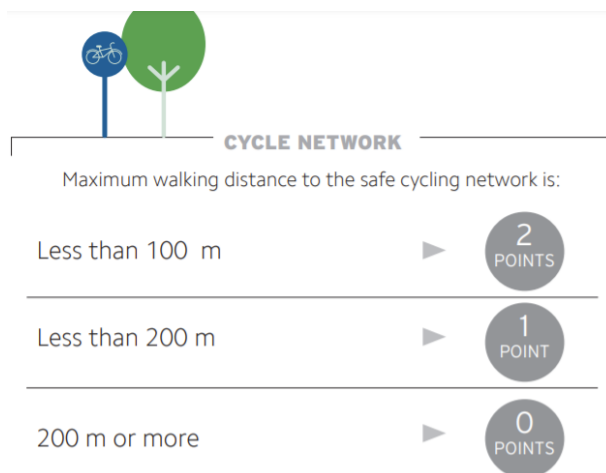 CYCLE NETWORK
Maximum walking distance to the safe cycling network is:
Less than 100 m
2
POINTS
Less than 200 m
1
POINT
200 m or more
0
POINTS